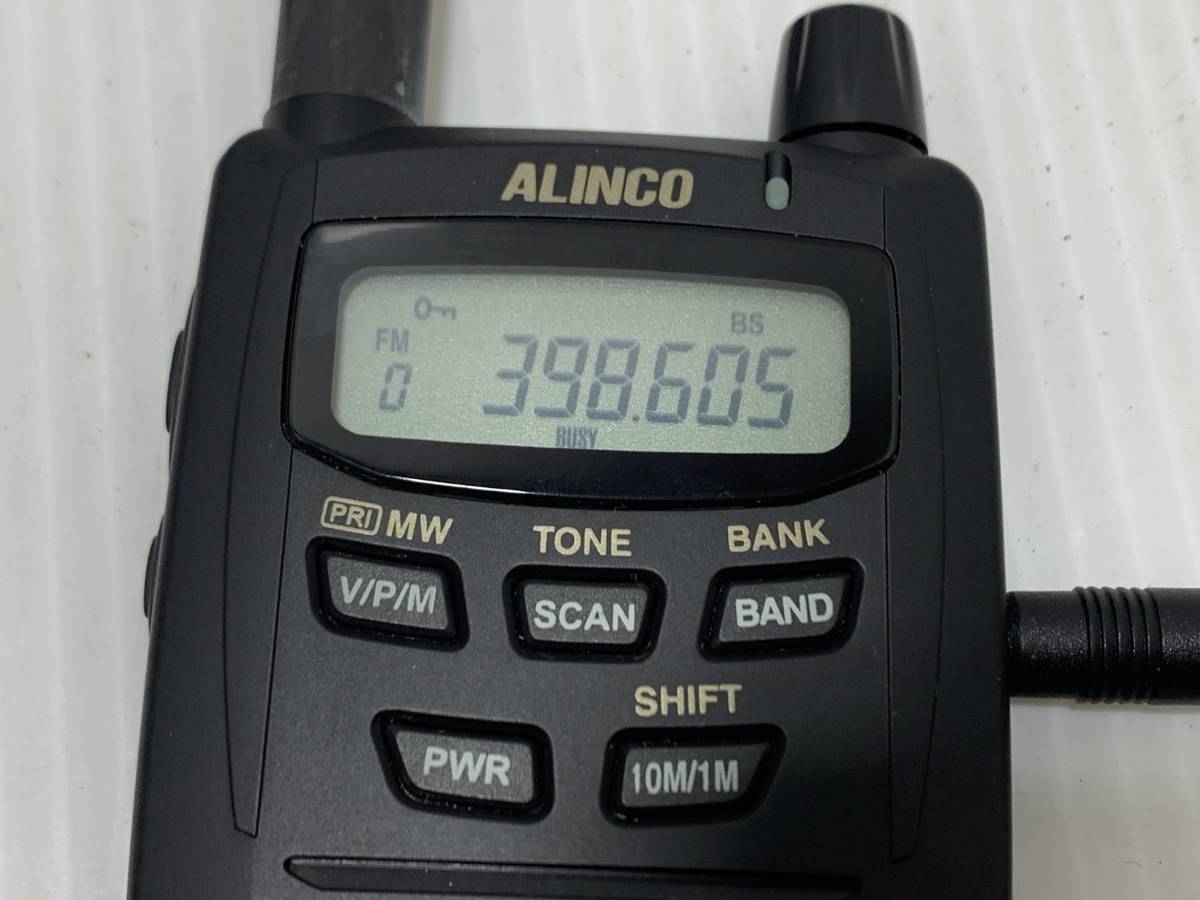 ALINCO
BS
FM
0 398.605
BUSY
PRI MW TONE BANK
V/P/M SCAN BAND
SHIFT
PWR 10M/1M